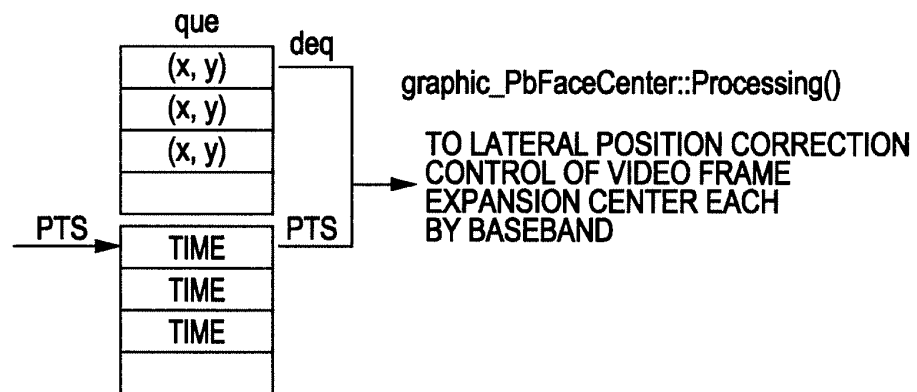 que
deq
(x, y)
(x, y)
(x, y)
graphic_PbFaceCenter::Processing()
TO LATERAL POSITION CORRECTION
CONTROL OF VIDEO FRAME
EXPANSION CENTER EACH
BY BASEBAND
PTS
PTS
TIME
TIME
TIME